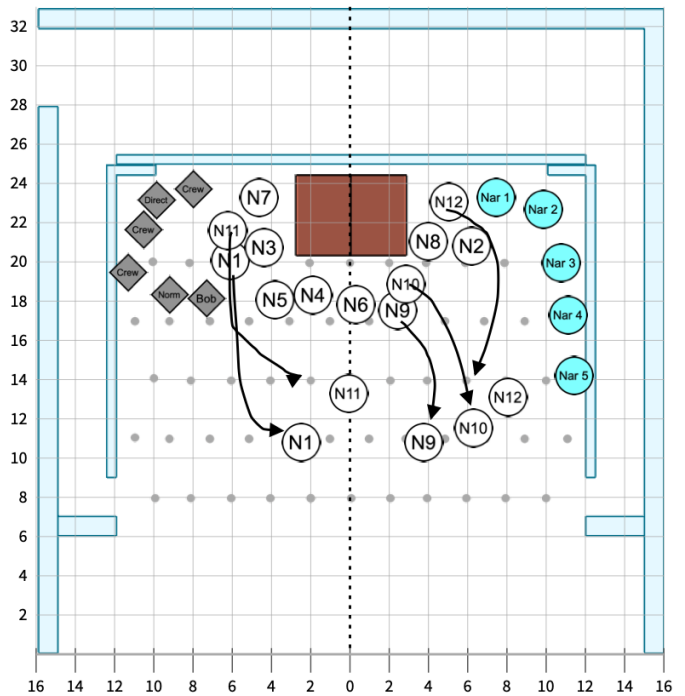 32
30
28
26
24
22
20
18
16
14
12
10
8
6
4
2
16 14 12 10 8 6 4 2 0 2 4 6 8 10 12 14 16
Direct
Crew
Crew
Crew
Norm
Bob
N7
N11
N1
N3
N5
N4
N6
N9
N10
N8
N2
N12
Nar 1
Nar 2
Nar 3
Nar 4
Nar 5
N11
N12
N1
N9
N10